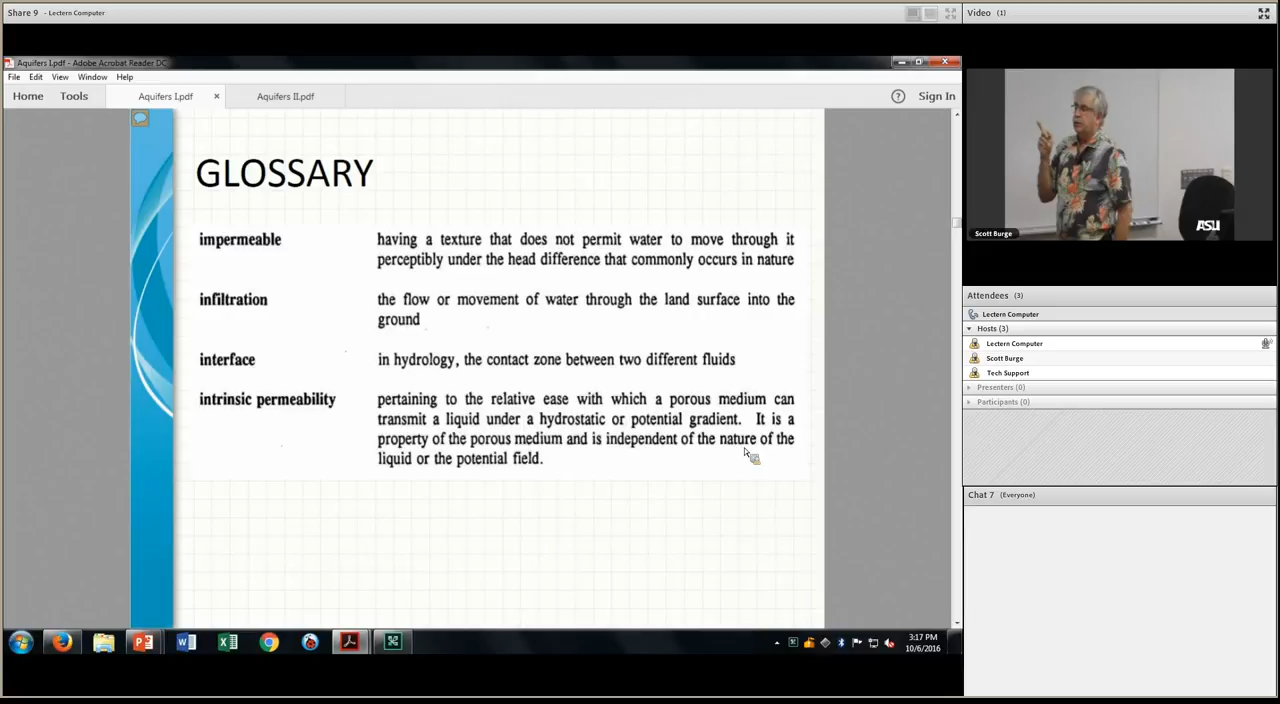 Share 9 - Lectern Computer
Video (1)
Aquifers I.pdf - Adobe Acrobat Reader DC
File Edit View Window Help
Home Tools Aquifers I.pdf × Aquifers II.pdf ? Sign In
GLOSSARY
impermeable having a texture that does not permit water to move through it
perceptibly under the head difference that commonly occurs in nature
infiltration the flow or movement of water through the land surface into the
ground
interface in hydrology, the contact zone between two different fluids
intrinsic permeability pertaining to the relative ease with which a porous medium can
transmit a liquid under a hydrostatic or potential gradient. It is a
property of the porous medium and is independent of the nature of the
liquid or the potential field.
3:17 PM
10/6/2016
ASU
Scott Burge
Attendees (3)
Lectern Computer
Hosts (3)
Lectern Computer
Scott Burge
Tech Support
Presenters (0)
Participants (0)
Chat 7 (Everyone)